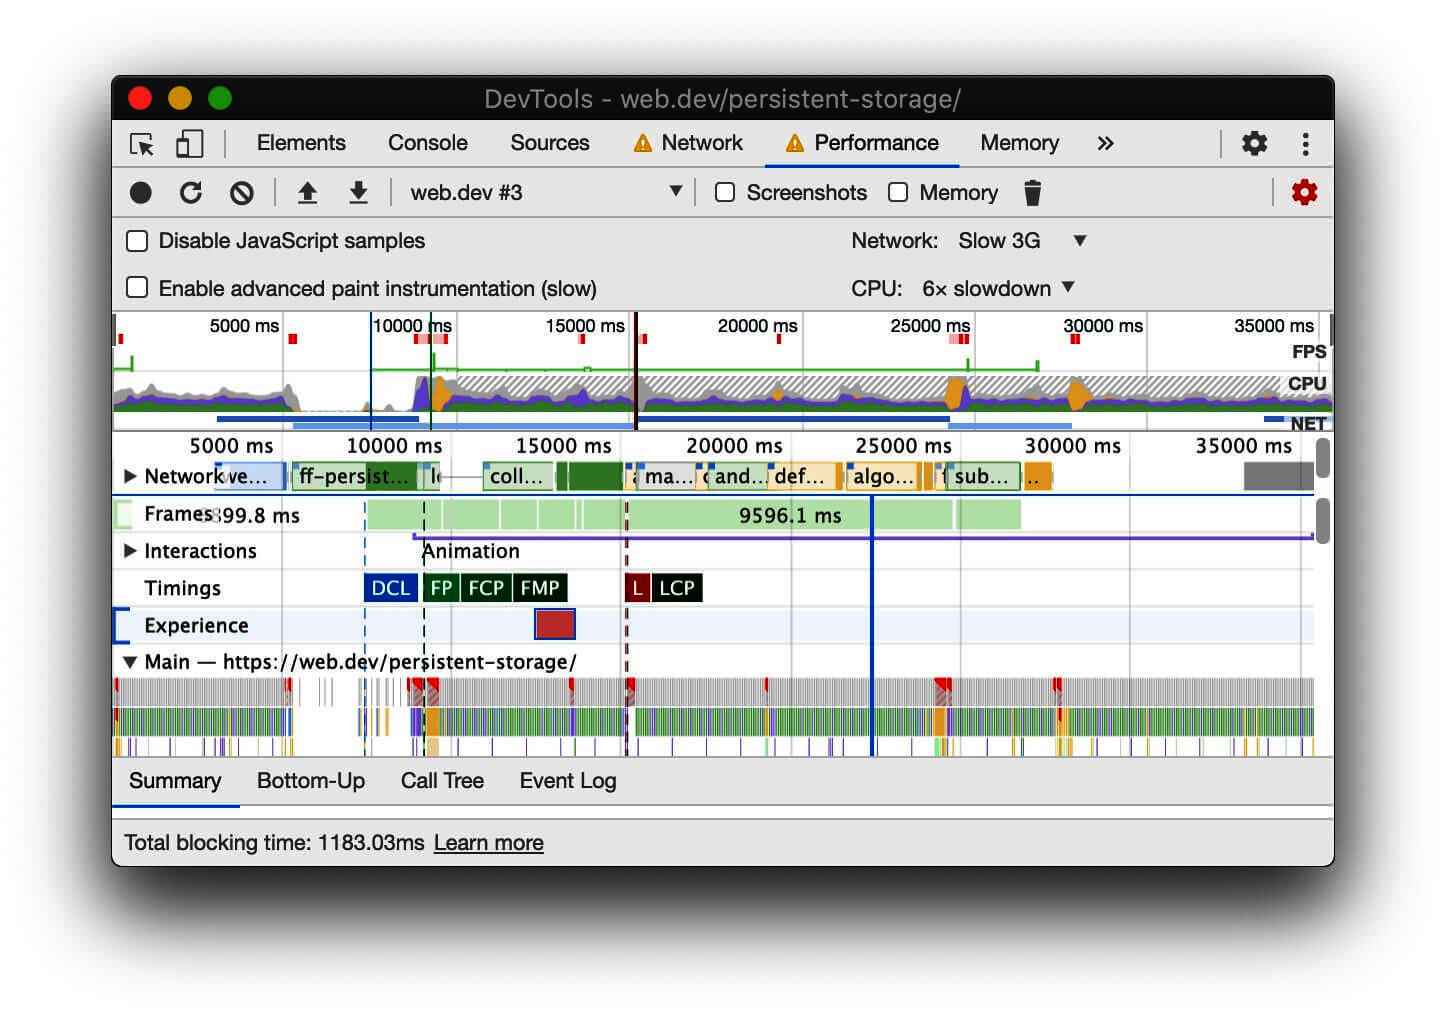 DevTools - web.dev/persistent-storage/
Elements Console Sources Network Performance Memory »
web.dev #3 Screenshots Memory
Disable JavaScript samples Network: Slow 3G
Enable advanced paint instrumentation (slow) CPU: 6× slowdown
5000 ms 10000 ms 15000 ms 20000 ms 25000 ms 30000 ms 35000 ms
FPS
CPU
NET
5000 ms 10000 ms 15000 ms 20000 ms 25000 ms 30000 ms 35000 ms
Network we... ff-persist... coll... ma... and... def... algo... sub... ..
Frames 99.8 ms 9596.1 ms
Interactions Animation
Timings DCL FP FCP FMP L LCP
Experience
Main — https://web.dev/persistent-storage/
Summary Bottom-Up Call Tree Event Log
Total blocking time: 1183.03ms Learn more